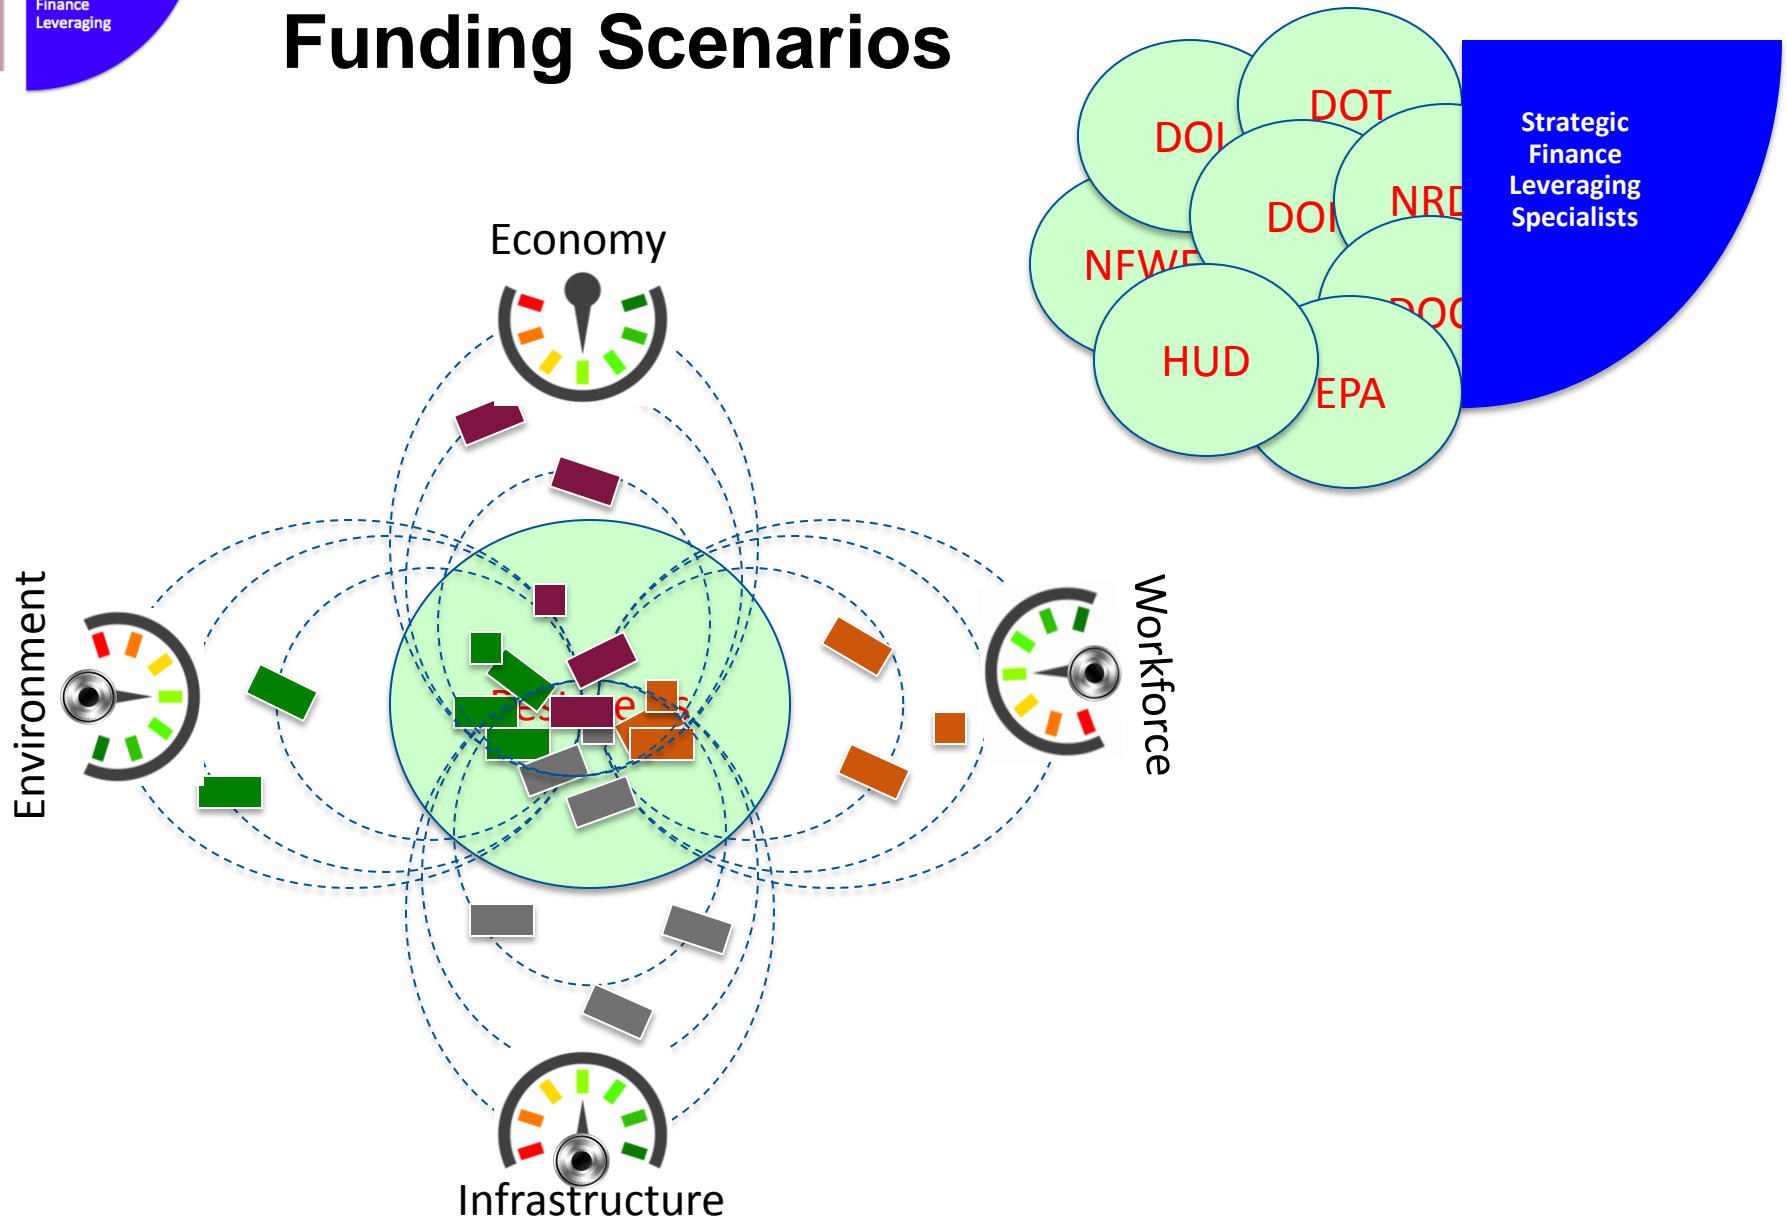 Finance
Leveraging
Funding Scenarios
DOT
DOI
Strategic
Finance
Leveraging
Specialists
NRD
DOI
NFWF
DOC
HUD
EPA
Economy
Environment
Workforce
Infrastructure